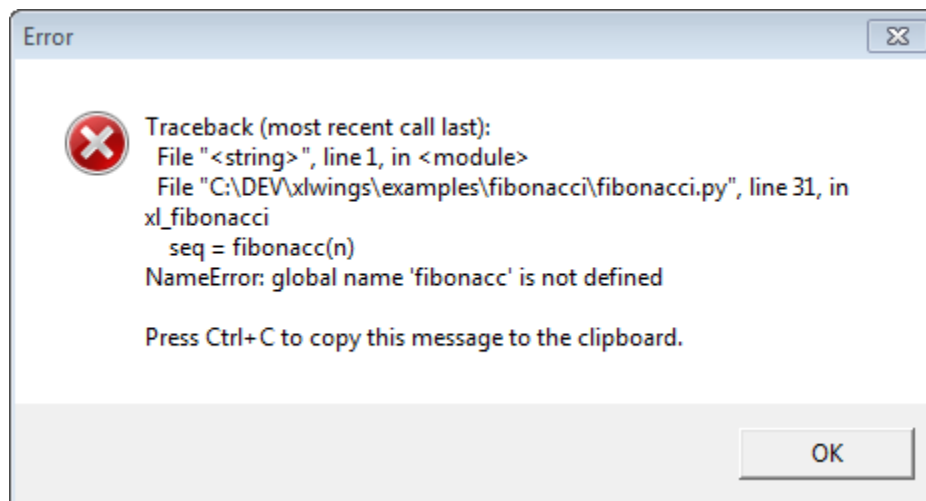 Error
Traceback (most recent call last):
  File "<string>", line 1, in <module>
  File "C:\DEV\xlwings\examples\fibonacci\fibonacci.py", line 31, in
xl_fibonacci
    seq = fibonacc(n)
NameError: global name 'fibonacc' is not defined
Press Ctrl+C to copy this message to the clipboard.
OK